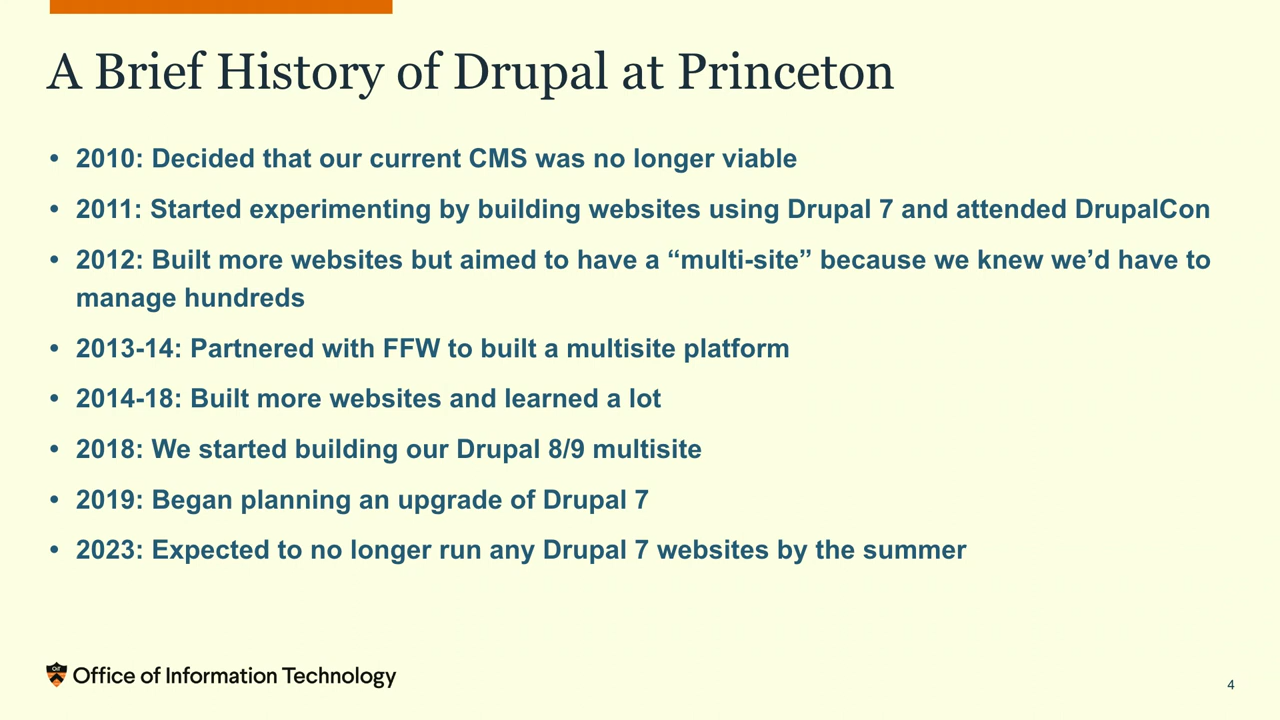 A Brief History of Drupal at Princeton
• 2010: Decided that our current CMS was no longer viable
• 2011: Started experimenting by building websites using Drupal 7 and attended DrupalCon
• 2012: Built more websites but aimed to have a “multi-site” because we knew we’d have to
manage hundreds
• 2013-14: Partnered with FFW to built a multisite platform
• 2014-18: Built more websites and learned a lot
• 2018: We started building our Drupal 8/9 multisite
• 2019: Began planning an upgrade of Drupal 7
• 2023: Expected to no longer run any Drupal 7 websites by the summer
Office of Information Technology
4